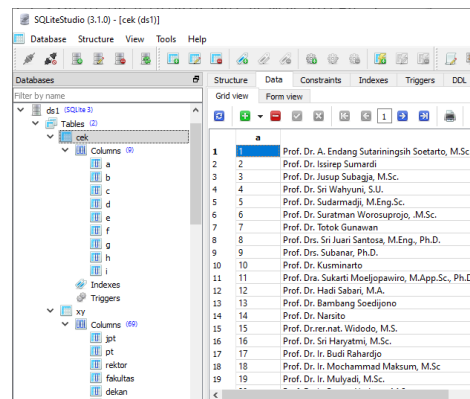 SQLiteStudio (3.1.0) - [cek (ds1)]
Database Structure View Tools Help
Databases
Filter by name
ds1 (SQLite 3)
Tables (2)
cek
Columns (9)
a
b
c
d
e
f
g
h
i
Indexes
Triggers
xy
Columns (69)
jpt
pt
rektor
fakultas
dekan
Structure Data Constraints Indexes Triggers DDL
Grid view Form view
1
a
1 1 Prof. Dr. A. Endang Sutariningsih Soetarto, M.Sc
2 2 Prof. Dr. Issirep Sumardi
3 3 Prof. Dr. Jusup Subagja, M.Sc.
4 4 Prof. Dr. Sri Wahyuni, S.U.
5 5 Prof. Dr. Sudarmadji, M.Eng.Sc.
6 6 Prof. Dr. Suratman Worosuprojo, .M.Sc.
7 7 Prof. Dr. Totok Gunawan
8 8 Prof. Drs. Sri Juari Santosa, M.Eng., Ph.D.
9 9 Prof. Drs. Subanar, Ph.D.
10 10 Prof. Dr. Kusminarto
11 11 Prof. Dra. Sukarti Moeljopawiro, M.App.Sc., Ph.D
12 12 Prof. Dr. Hadi Sabari, M.A.
13 13 Prof. Dr. Bambang Soedijono
14 14 Prof. Dr. Narsito
15 15 Prof. Dr.rer.nat. Widodo, M.S.
16 16 Prof. Dr. Sri Haryatmi, M.Sc.
17 17 Prof. Dr. Ir. Budi Rahardjo
18 18 Prof. Dr. Ir. Mochammad Maksum, M.Sc
19 19 Prof. Dr. Ir. Mulyadi, M.Sc.